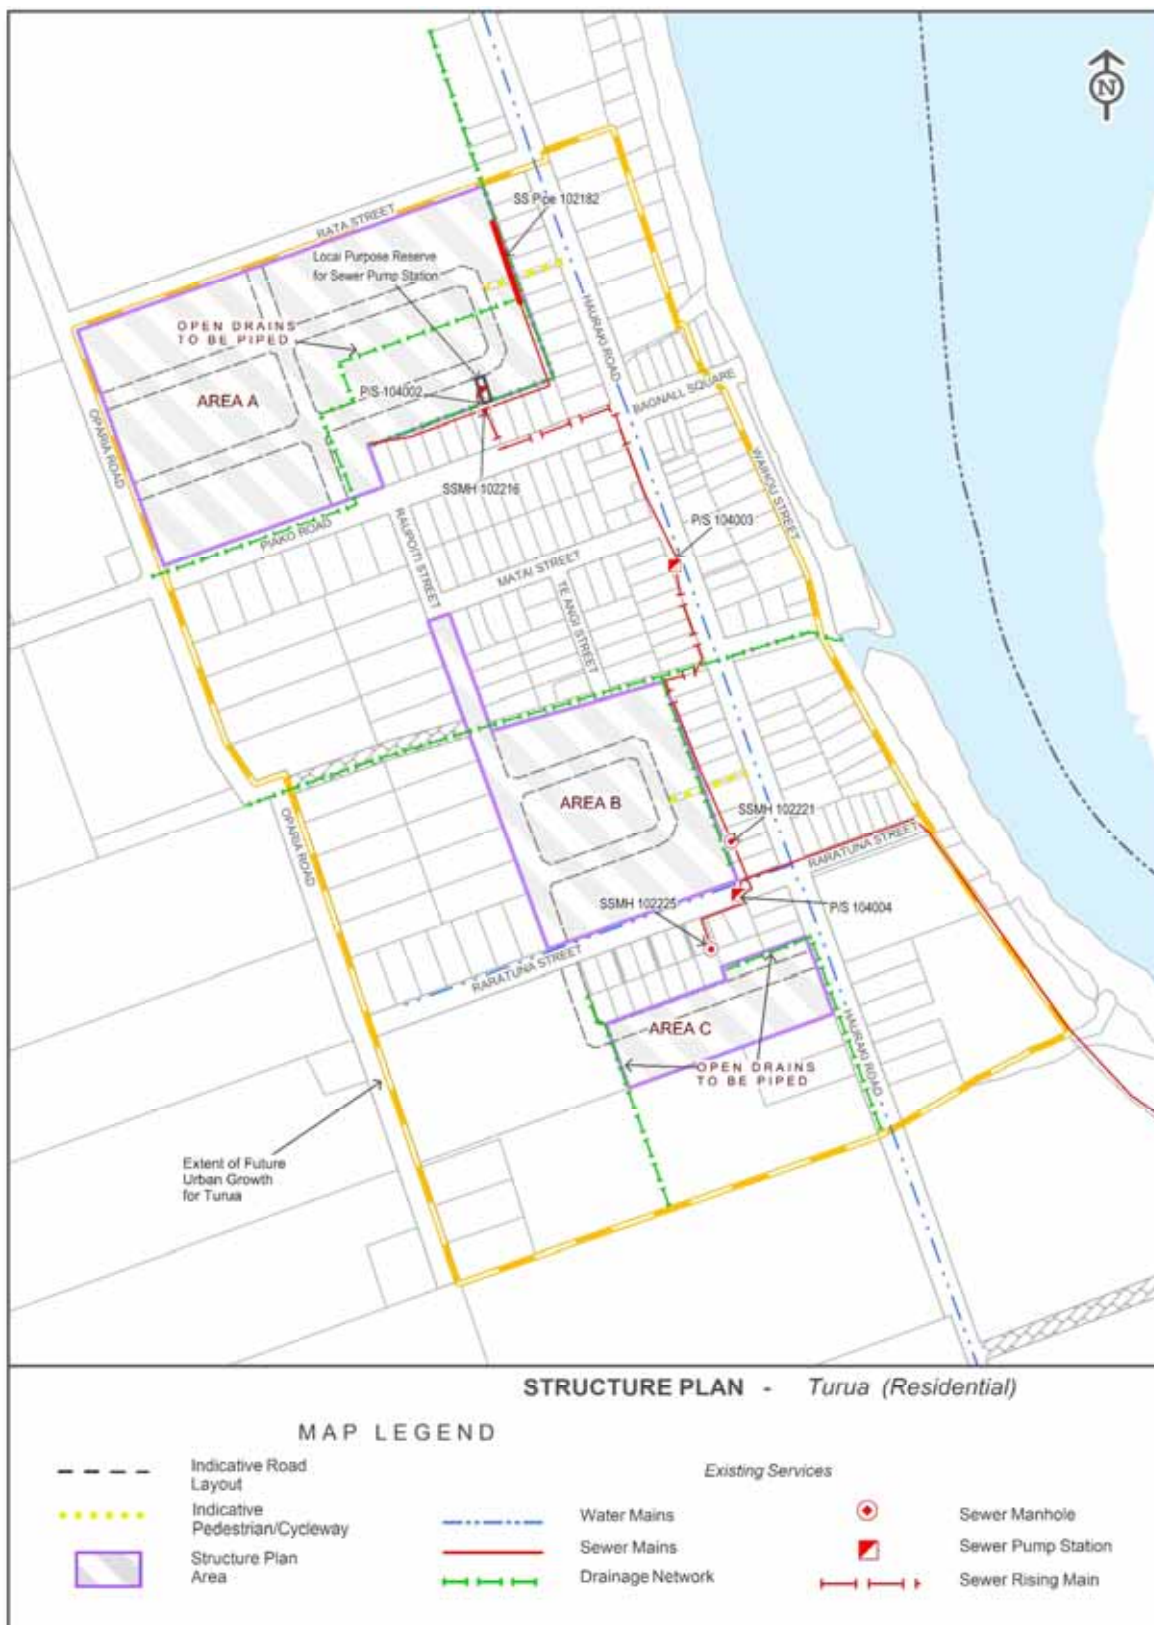 N
RATA STREET
SS Pipe 102182
Local Purpose Reserve
for Sewer Pump Station
OPEN DRAINS
TO BE PIPED
HAURAKI ROAD
P/S 104002
AREA A
BAGNALL SQUARE
OPARIA ROAD
WAIHOU STREET
SSMH 102216
PIAKO ROAD
RAUPOITI STREET
P/S 104003
MATAI STREET
TE ANGI STREET
AREA B
SSMH 102221
OPARIA ROAD
RARATUNA STREET
SSMH 102225
P/S 104004
RARATUNA STREET
AREA C
HAURAKI ROAD
OPEN DRAINS
TO BE PIPED
Extent of Future
Urban Growth
for Turua
STRUCTURE PLAN - Turua (Residential)
MAP LEGEND
Indicative Road
Layout
Indicative
Pedestrian/Cycleway
Structure Plan
Area
Existing Services
Water Mains
Sewer Mains
Drainage Network
Sewer Manhole
Sewer Pump Station
Sewer Rising Main